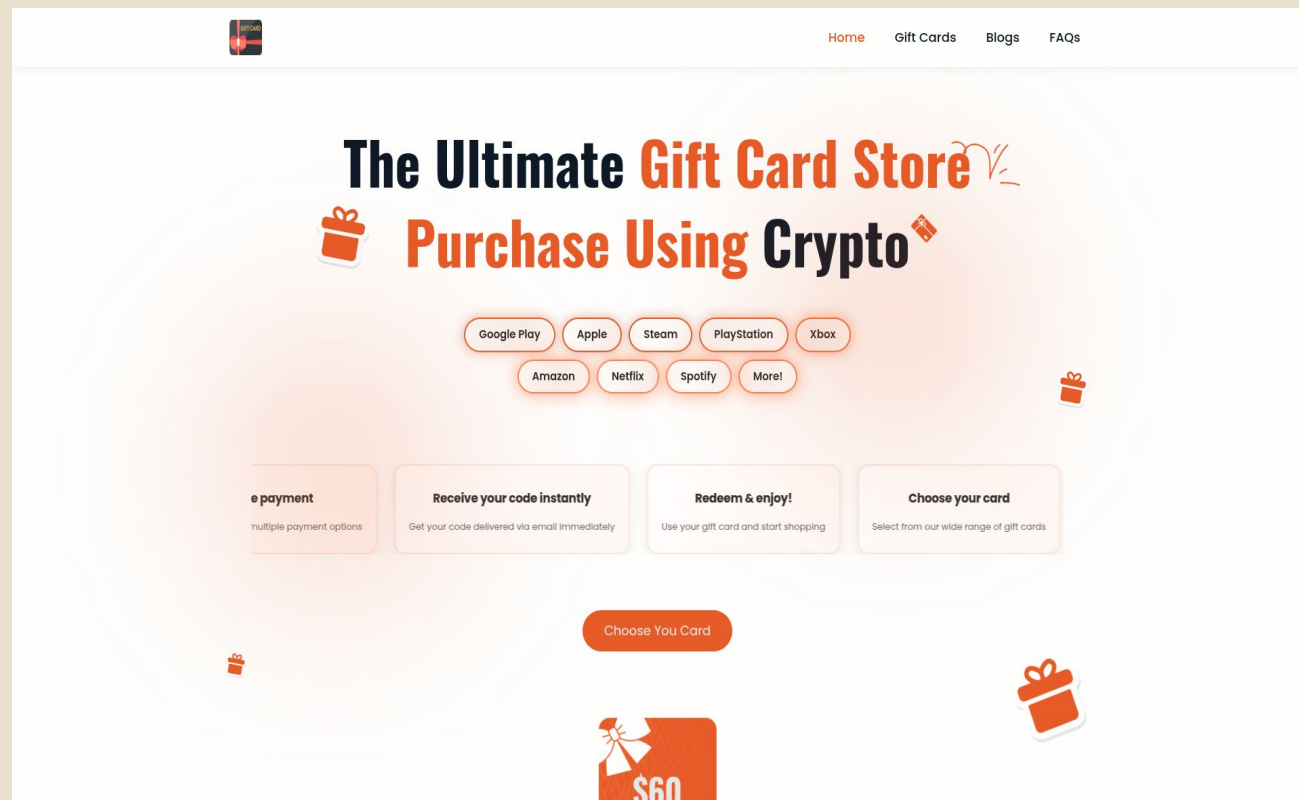 GIFT CARD
Home Gift Cards Blogs FAQs
The Ultimate Gift Card Store
Purchase Using Crypto
Google Play Apple Steam PlayStation Xbox
Amazon Netflix Spotify More!
e payment Receive your code instantly Redeem & enjoy! Choose your card
multiple payment options Get your code delivered via email immediately Use your gift card and start shopping Select from our wide range of gift cards
Choose You Card
$60